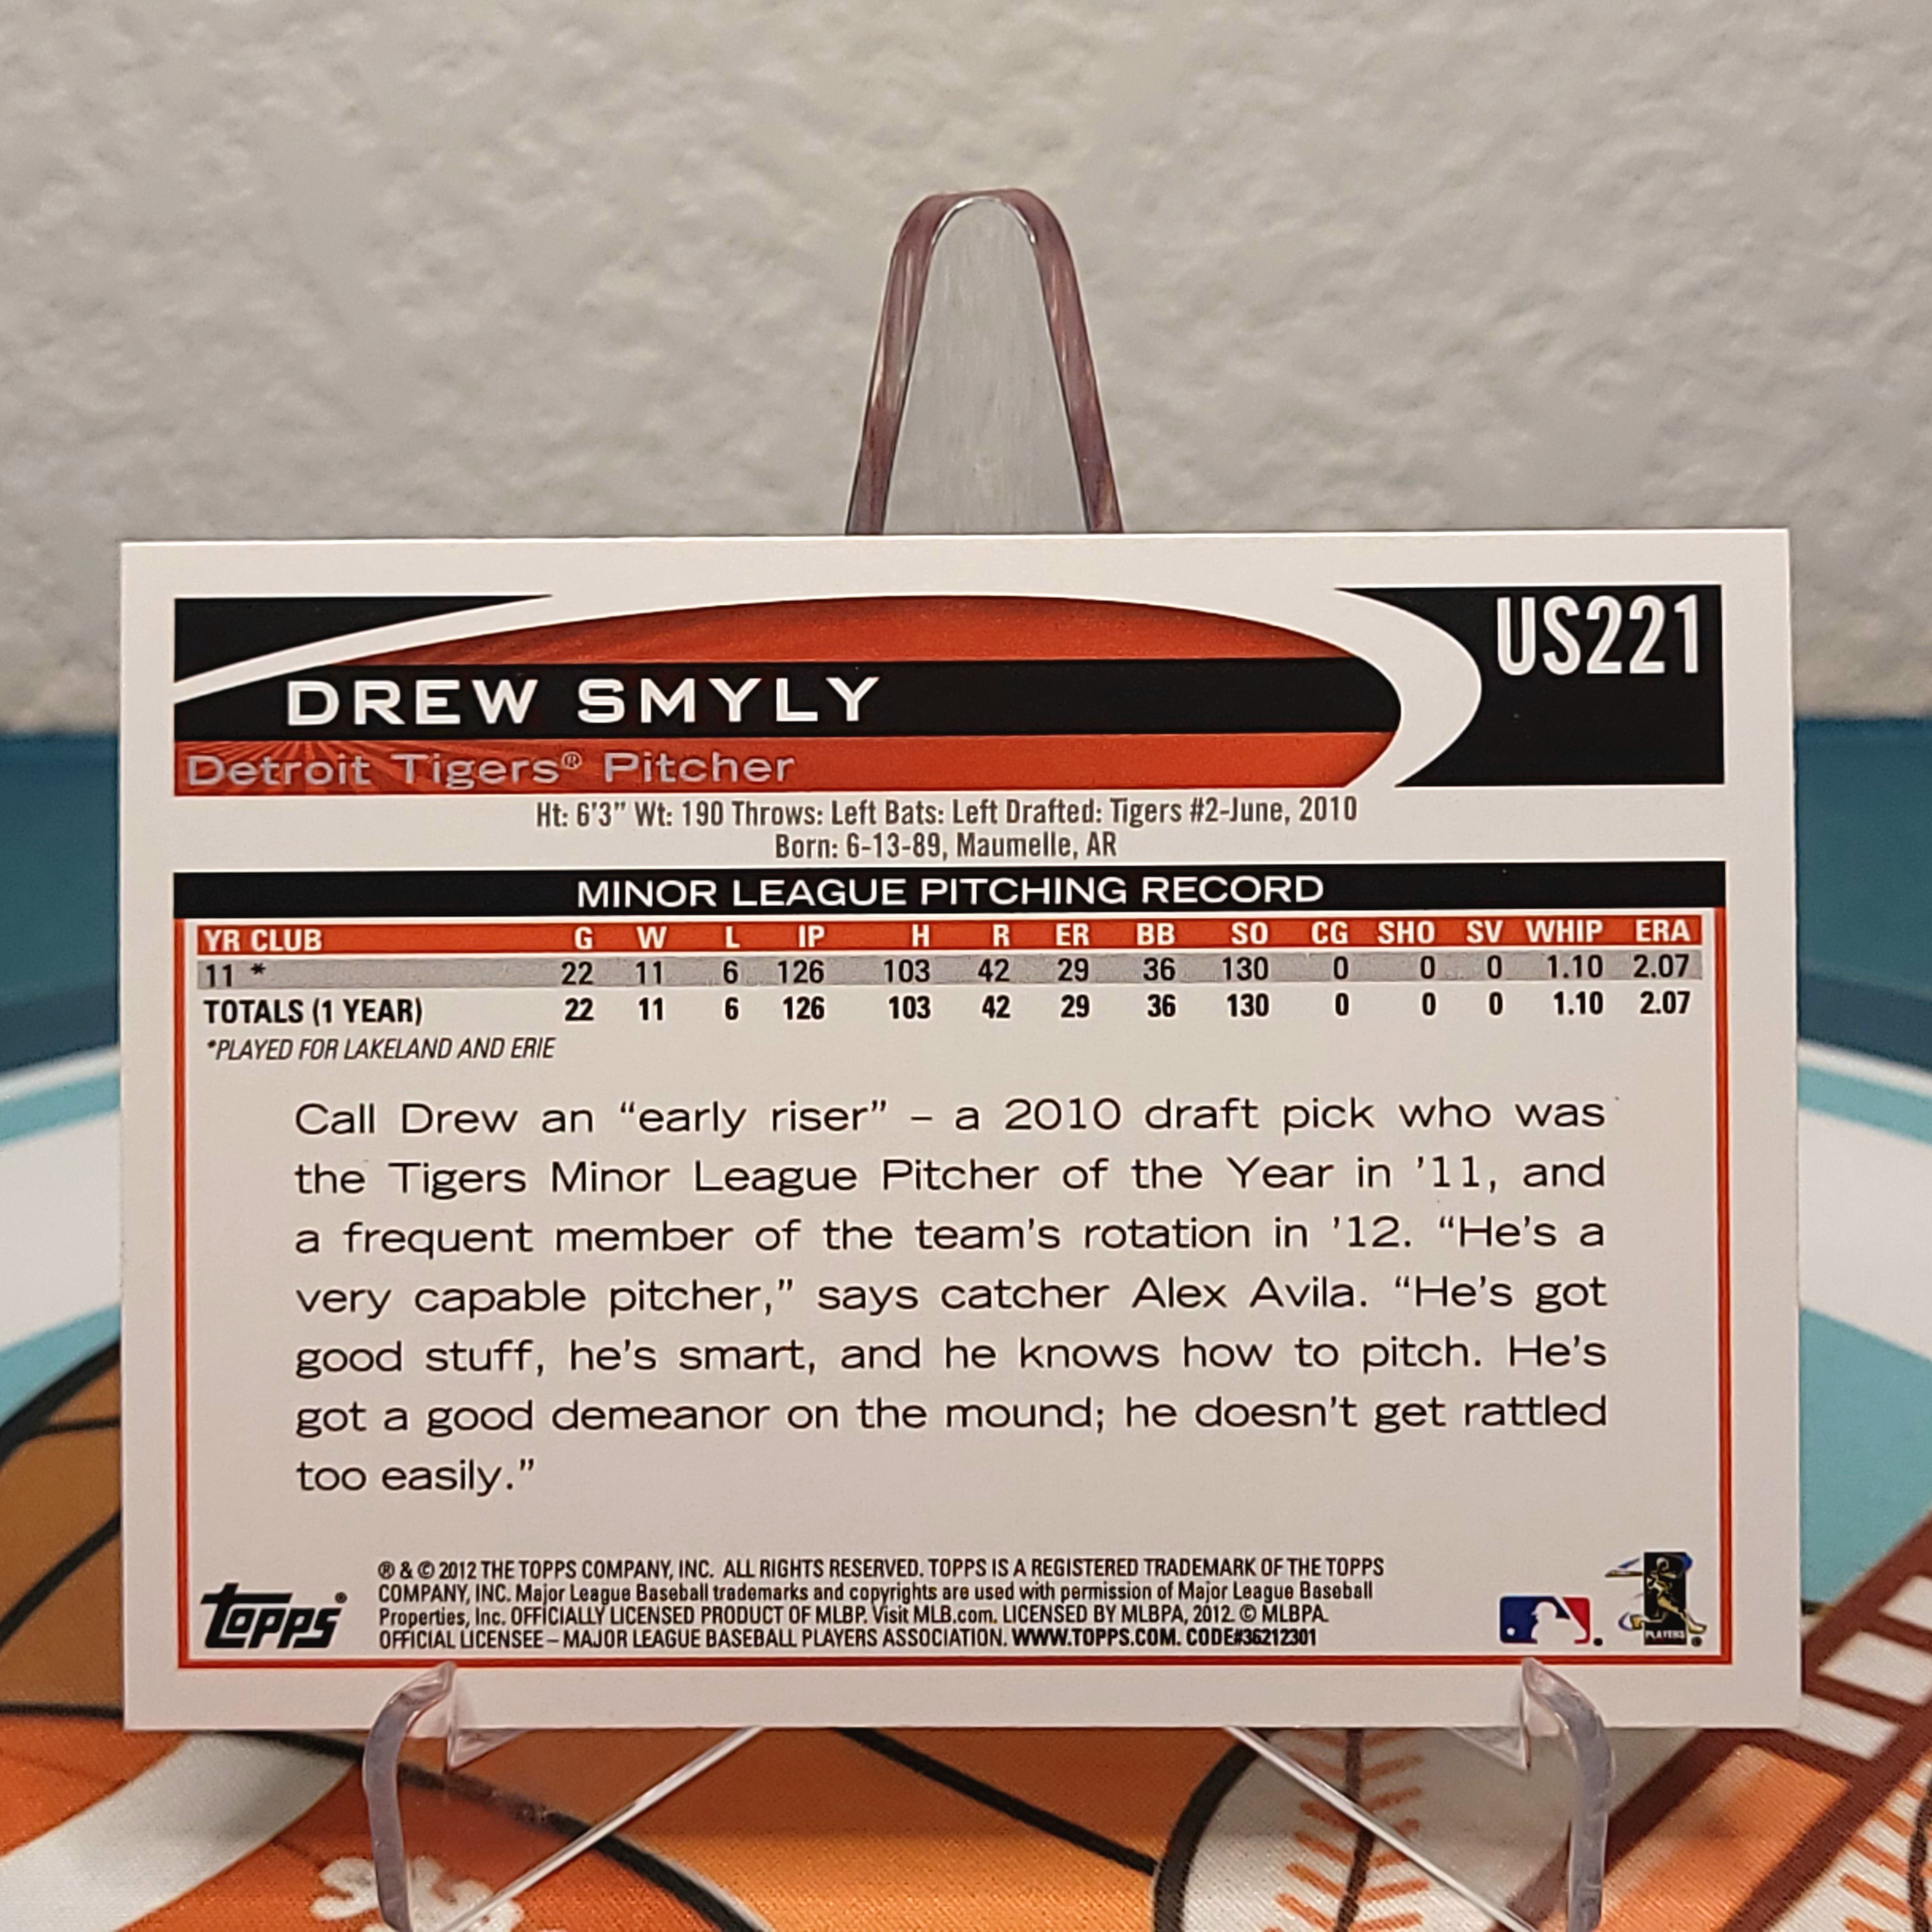 US221
DREW SMYLY
Detroit Tigers® Pitcher
Ht: 6'3" Wt: 190 Throws: Left Bats: Left Drafted: Tigers #2-June, 2010
Born: 6-13-89, Maumelle, AR
MINOR LEAGUE PITCHING RECORD
YR CLUB G W L IP H R ER BB SO CG SHO SV WHIP ERA
11 * 22 11 6 126 103 42 29 36 130 0 0 0 1.10 2.07
TOTALS (1 YEAR) 22 11 6 126 103 42 29 36 130 0 0 0 1.10 2.07
*PLAYED FOR LAKELAND AND ERIE
Call Drew an “early riser” – a 2010 draft pick who was
the Tigers Minor League Pitcher of the Year in ’11, and
a frequent member of the team’s rotation in ’12. “He’s a
very capable pitcher,” says catcher Alex Avila. “He’s got
good stuff, he’s smart, and he knows how to pitch. He’s
got a good demeanor on the mound; he doesn’t get rattled
too easily.”
® & © 2012 THE TOPPS COMPANY, INC. ALL RIGHTS RESERVED. TOPPS IS A REGISTERED TRADEMARK OF THE TOPPS
COMPANY, INC. Major League Baseball trademarks and copyrights are used with permission of Major League Baseball
Properties, Inc. OFFICIALLY LICENSED PRODUCT OF MLBP. Visit MLB.com. LICENSED BY MLBPA, 2012 © MLBPA.
OFFICIAL LICENSEE – MAJOR LEAGUE BASEBALL PLAYERS ASSOCIATION. WWW.TOPPS.COM. CODE#36212301
Topps®
PLAYERS ®